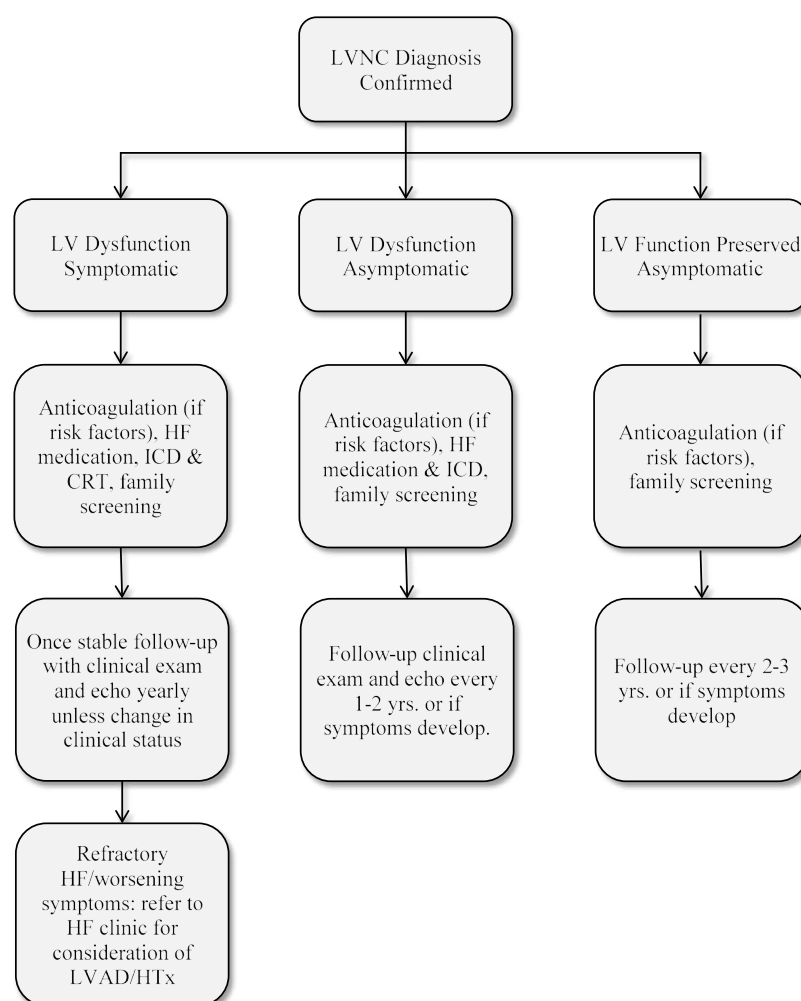 LVNC Diagnosis
Confirmed
LV Dysfunction
Symptomatic
LV Dysfunction
Asymptomatic
LV Function Preserved
Asymptomatic
Anticoagulation (if
risk factors), HF
medication, ICD &
CRT, family
screening
Anticoagulation (if
risk factors), HF
medication & ICD,
family screening
Anticoagulation (if
risk factors),
family screening
Once stable follow-up
with clinical exam
and echo yearly
unless change in
clinical status
Follow-up clinical
exam and echo every
1-2 yrs. or if
symptoms develop.
Follow-up every 2-3
yrs. or if symptoms
develop
Refractory
HF/worsening
symptoms: refer to
HF clinic for
consideration of
LVAD/HTx